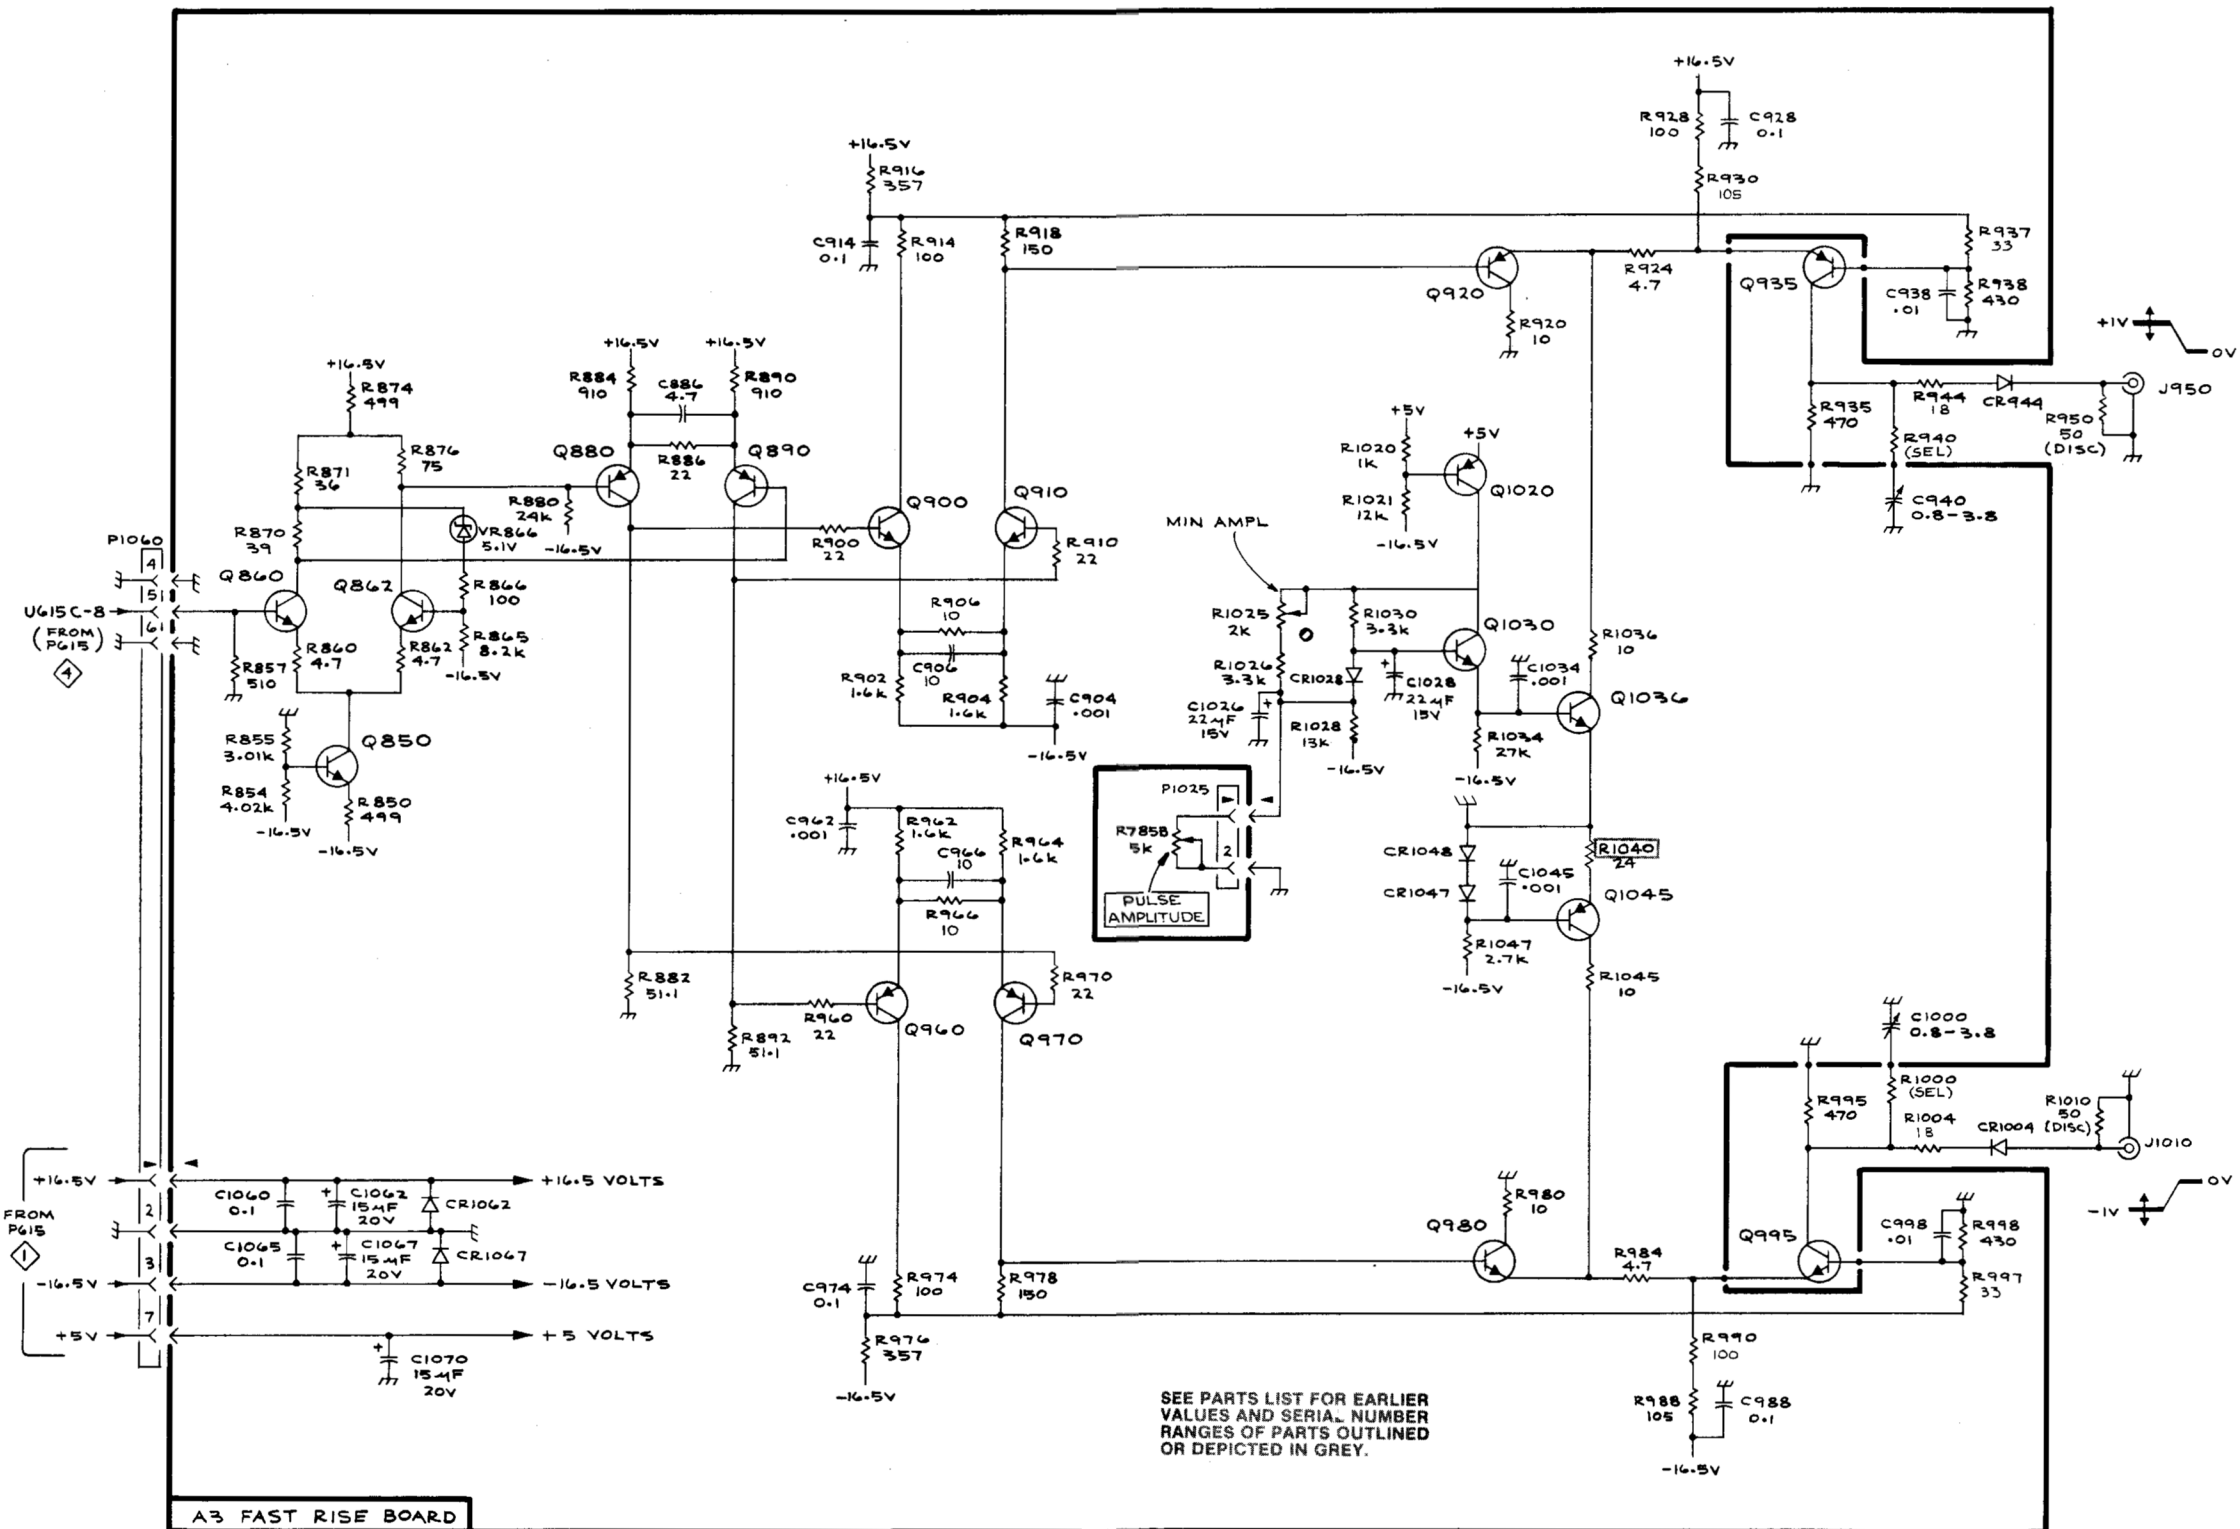 +16.5V
R928
100
C928
0.1
+16.5V
R916
357
R930
105
C914
0.1
R914
100
R918
150
R937
33
Q920
R924
4.7
Q935
C938
.01
R938
430
R920
10
+1V
0V
+16.5V
R874
499
+16.5V
+16.5V
R884
910
C886
4.7
R890
910
R944
18
CR944
J950
R935
470
R950
50
(DISC)
R940
(SEL)
+5V
R1020
1K
+5V
R876
75
Q880
R886
22
Q890
R871
36
Q1020
R1021
12K
C940
0.8-3.8
R880
24K
Q900
Q910
VR866
5.1V
-16.5V
-16.5V
R870
39
R900
22
R910
22
MIN AMPL
P1060
4
5
6
Q860
Q862
R866
100
U615C-8
(FROM
P615)
4
R906
10
R1025
2K
R1030
3.3K
Q1030
R857
510
R860
4.7
R862
4.7
R865
8.2K
-16.5V
C906
10
R902
1.6K
R904
1.6K
C904
.001
-16.5V
R1026
3.3K
CR1028
C1028
22µF
15V
C1034
.001
R1036
10
Q1036
C1026
22µF
15V
R1028
13K
-16.5V
R1034
27K
-16.5V
R855
3.01K
Q850
R854
4.02K
-16.5V
R850
499
-16.5V
+16.5V
C962
.001
R962
1.6K
C966
10
R964
1.6K
R966
10
P1025
R785B
5K
2
PULSE
AMPLITUDE
CR1048
CR1047
C1045
.001
R1040
24
Q1045
R1047
2.7K
-16.5V
R1045
10
R882
51.1
R892
51.1
R960
22
Q960
R970
22
Q970
C1000
0.8-3.8
R995
470
R1000
(SEL)
R1004
18
CR1004
R1010
50
(DISC)
J1010
0V
-1V
+16.5V
FROM
P615
1
2
3
-16.5V
7
+5V
C1060
0.1
C1062
15µF
20V
CR1062
+16.5 VOLTS
C1065
0.1
C1067
15µF
20V
CR1067
-16.5 VOLTS
+5 VOLTS
C1070
15µF
20V
C974
0.1
R974
100
R978
150
R976
357
-16.5V
R980
10
Q980
R984
4.7
Q995
C998
.01
R998
430
R997
33
R990
100
R988
105
C988
0.1
-16.5V
SEE PARTS LIST FOR EARLIER
VALUES AND SERIAL NUMBER
RANGES OF PARTS OUTLINED
OR DEPICTED IN GREY.
A3 FAST RISE BOARD